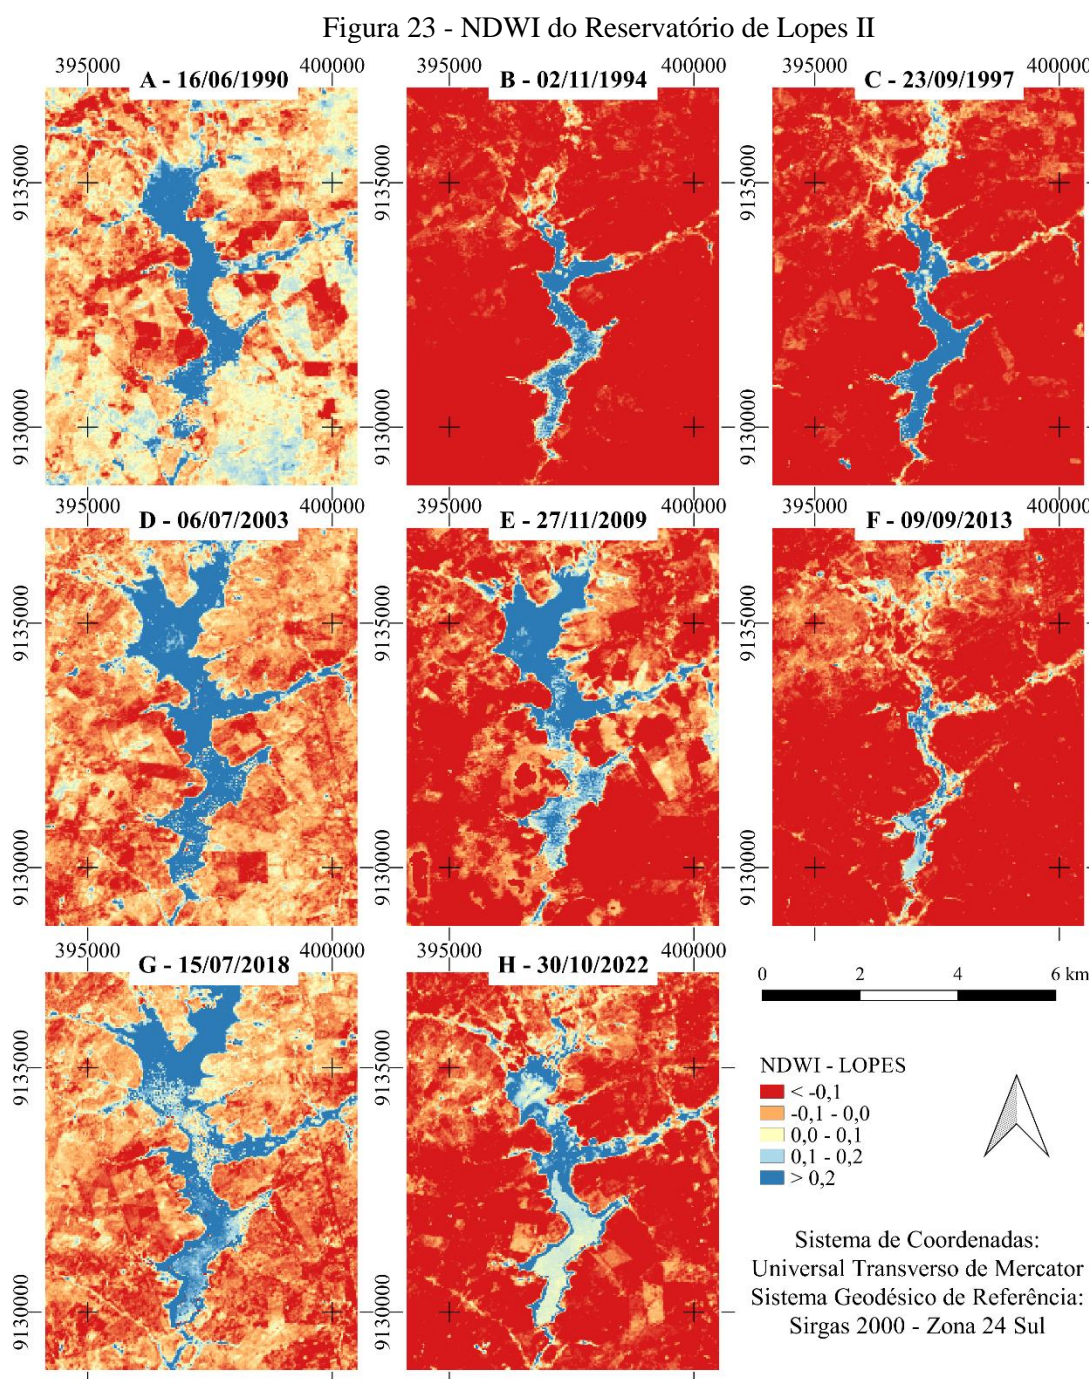 Figura 23 - NDWI do Reservatório de Lopes II
395000 400000 395000 400000 395000 400000
A - 16/06/1990 B - 02/11/1994 C - 23/09/1997
9135000 9135000 9135000
9130000 9130000 9130000
395000 400000 395000 400000 395000 400000
D - 06/07/2003 E - 27/11/2009 F - 09/09/2013
9135000 9135000 9135000
9130000 9130000 9130000
395000 400000 395000 400000
G - 15/07/2018 H - 30/10/2022
0 2 4 6 km
9135000 9135000
NDWI - LOPES
< -0,1
-0,1 - 0,0
0,0 - 0,1
0,1 - 0,2
> 0,2
9130000 9130000
Sistema de Coordenadas:
Universal Transverso de Mercator
Sistema Geodésico de Referência:
Sirgas 2000 - Zona 24 Sul